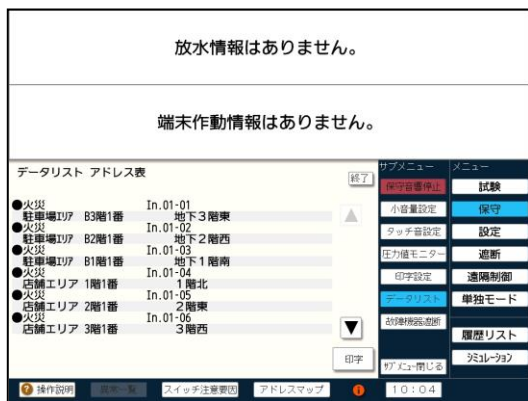 放水情報はありません。
端末作動情報はありません。
データリスト アドレス表
終了
●火災 In.01-01
駐車場エリア B3階1番 地下3階東
●火災 In.01-02
駐車場エリア B2階1番 地下2階西
●火災 In.01-03
駐車場エリア B1階1番 地下1階南
●火災 In.01-04
店舗エリア 1階1番 1階北
●火災 In.01-05
店舗エリア 2階1番 2階東
●火災 In.01-06
店舗エリア 3階1番 3階西
▲
▼
印字
サブメニュー
保守音響停止
小音量設定
タッチ音設定
圧力値モニター
印字設定
データリスト
故障機器遮断
サブメニュー閉じる
メニュー
試験
保守
設定
遮断
遠隔制御
単独モード
履歴リスト
シミュレーション
? 操作説明 異常一覧 スイッチ注意要因 アドレスマップ ! 10:04